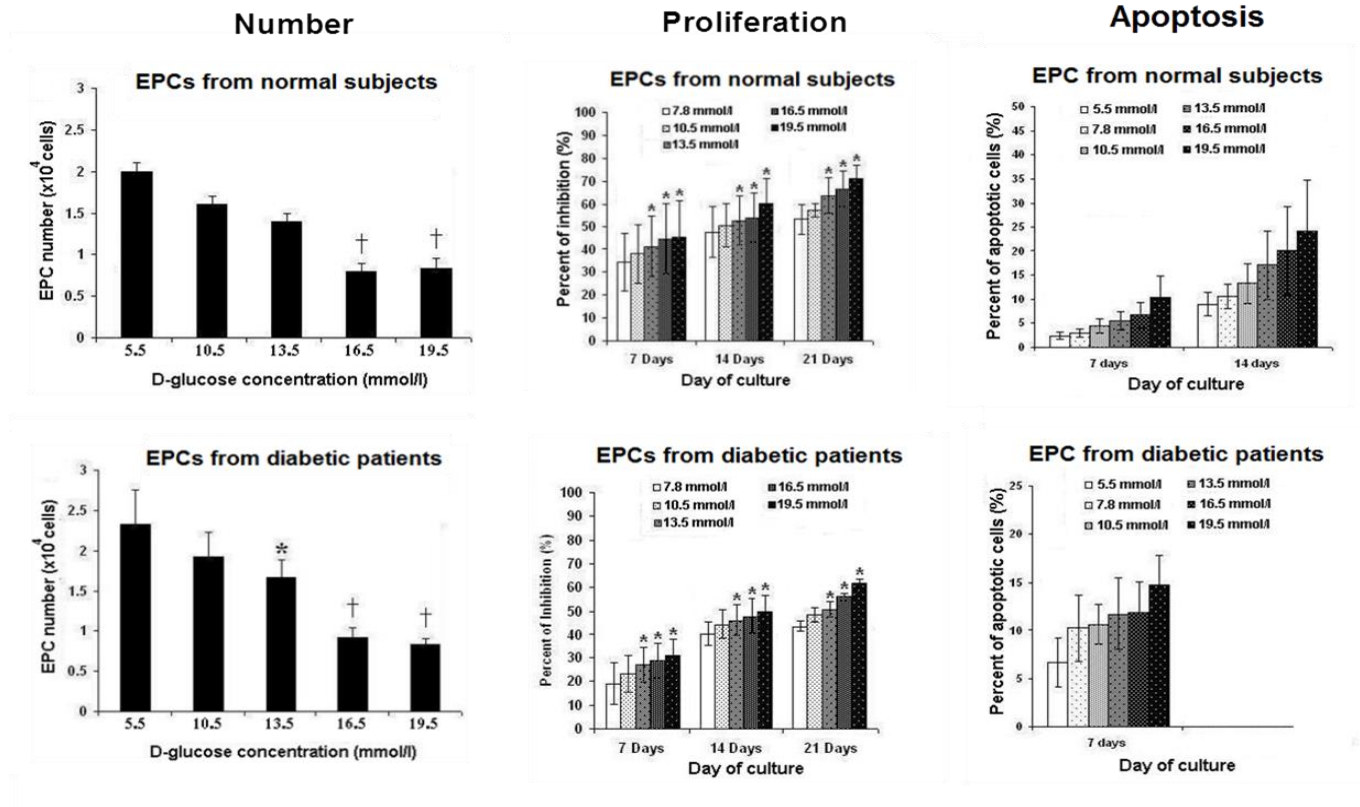 Number
Proliferation
Apoptosis
EPCs from normal subjects
3
2.5
2
1.5
1
0.5
0
EPC number (x10⁴ cells)
†
†
5.5 10.5 13.5 16.5 19.5
D-glucose concentration (mmol/l)
EPCs from normal subjects
7.8 mmol/l 16.5 mmol/l
10.5 mmol/l 19.5 mmol/l
13.5 mmol/l
100
90
80
70
60
50
40
30
20
10
0
Percent of inhibition (%)
* * * * * * * * *
7 Days 14 Days 21 Days
Day of culture
EPC from normal subjects
5.5 mmol/l 13.5 mmol/l
7.8 mmol/l 16.5 mmol/l
10.5 mmol/l 19.5 mmol/l
50
45
40
35
30
25
20
15
10
5
0
Percent of apoptotic cells (%)
7 days 14 days
Day of culture
EPCs from diabetic patients
3
2.5
2
1.5
1
0.5
0
EPC number (x10⁴ cells)
*
†
†
5.5 10.5 13.5 16.5 19.5
D-glucose concentration (mmol/l)
EPCs from diabetic patients
7.8 mmol/l 16.5 mmol/l
10.5 mmol/l 19.5 mmol/l
13.5 mmol/l
100
90
80
70
60
50
40
30
20
10
0
Percent of Inhibition (%)
* * * * * * * * *
7 Days 14 Days 21 Days
Day of culture
EPC from diabetic patients
5.5 mmol/l 13.5 mmol/l
7.8 mmol/l 16.5 mmol/l
10.5 mmol/l 19.5 mmol/l
25
20
15
10
5
0
Percent of apoptotic cells (%)
7 days
Day of culture